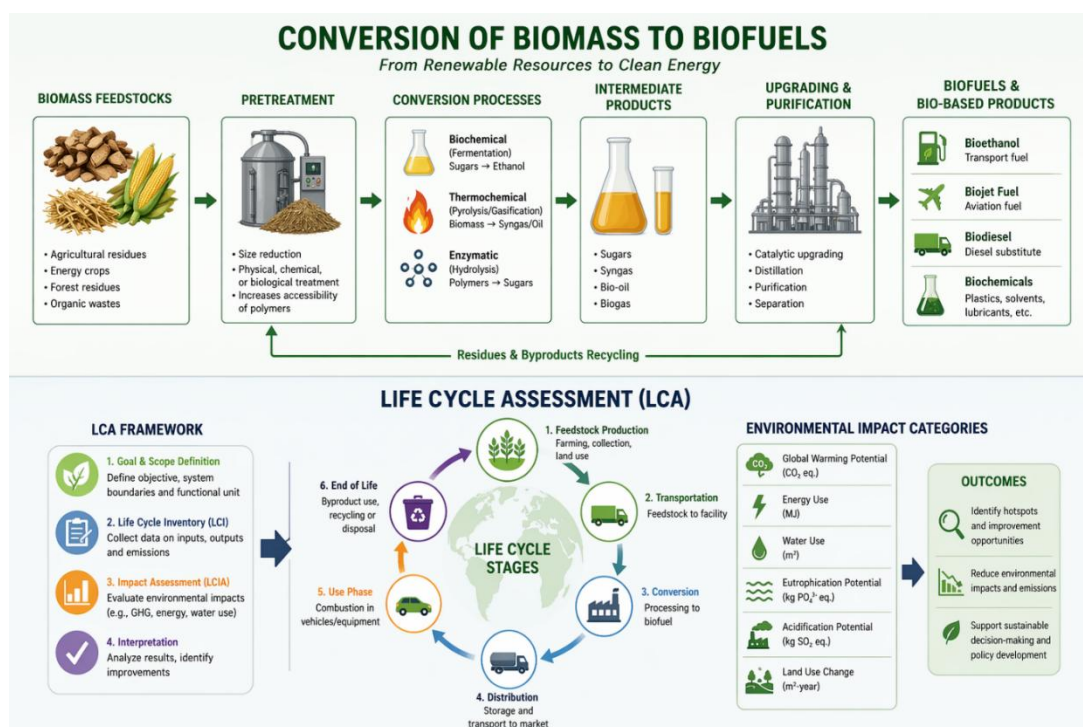 CONVERSION OF BIOMASS TO BIOFUELS
From Renewable Resources to Clean Energy
BIOMASS FEEDSTOCKS
• Agricultural residues
• Energy crops
• Forest residues
• Organic wastes
PRETREATMENT
• Size reduction
• Physical, chemical,
or biological treatment
• Increases accessibility
of polymers
CONVERSION PROCESSES
Biochemical
(Fermentation)
Sugars → Ethanol
Thermochemical
(Pyrolysis/Gasification)
Biomass → Syngas/Oil
Enzymatic
(Hydrolysis)
Polymers → Sugars
INTERMEDIATE
PRODUCTS
• Sugars
• Syngas
• Bio-oil
• Biogas
UPGRADING &
PURIFICATION
• Catalytic upgrading
• Distillation
• Purification
• Separation
BIOFUELS &
BIO-BASED PRODUCTS
Bioethanol
Transport fuel
Biojet Fuel
Aviation fuel
Biodiesel
Diesel substitute
Biochemicals
Plastics, solvents,
lubricants, etc.
Residues & Byproducts Recycling
LIFE CYCLE ASSESSMENT (LCA)
LCA FRAMEWORK
1. Goal & Scope Definition
Define objective, system
boundaries and functional unit
2. Life Cycle Inventory (LCI)
Collect data on inputs, outputs
and emissions
3. Impact Assessment (LCIA)
Evaluate environmental impacts
(e.g., GHG, energy, water use)
4. Interpretation
Analyze results, identify
improvements
LIFE CYCLE
STAGES
1. Feedstock Production
Farming, collection,
land use
2. Transportation
Feedstock to facility
3. Conversion
Processing to
biofuel
4. Distribution
Storage and
transport to market
5. Use Phase
Combustion in
vehicles/equipment
6. End of Life
Byproduct use,
recycling or
disposal
ENVIRONMENTAL IMPACT CATEGORIES
CO₂
Global Warming Potential
(CO₂ eq.)
Energy Use
(MJ)
Water Use
(m³)
Eutrophication Potential
(kg PO₄³⁻ eq.)
Acidification Potential
(kg SO₂ eq.)
Land Use Change
(m²·year)
OUTCOMES
Identify hotspots
and improvement
opportunities
Reduce environmental
impacts and emissions
Support sustainable
decision-making and
policy development